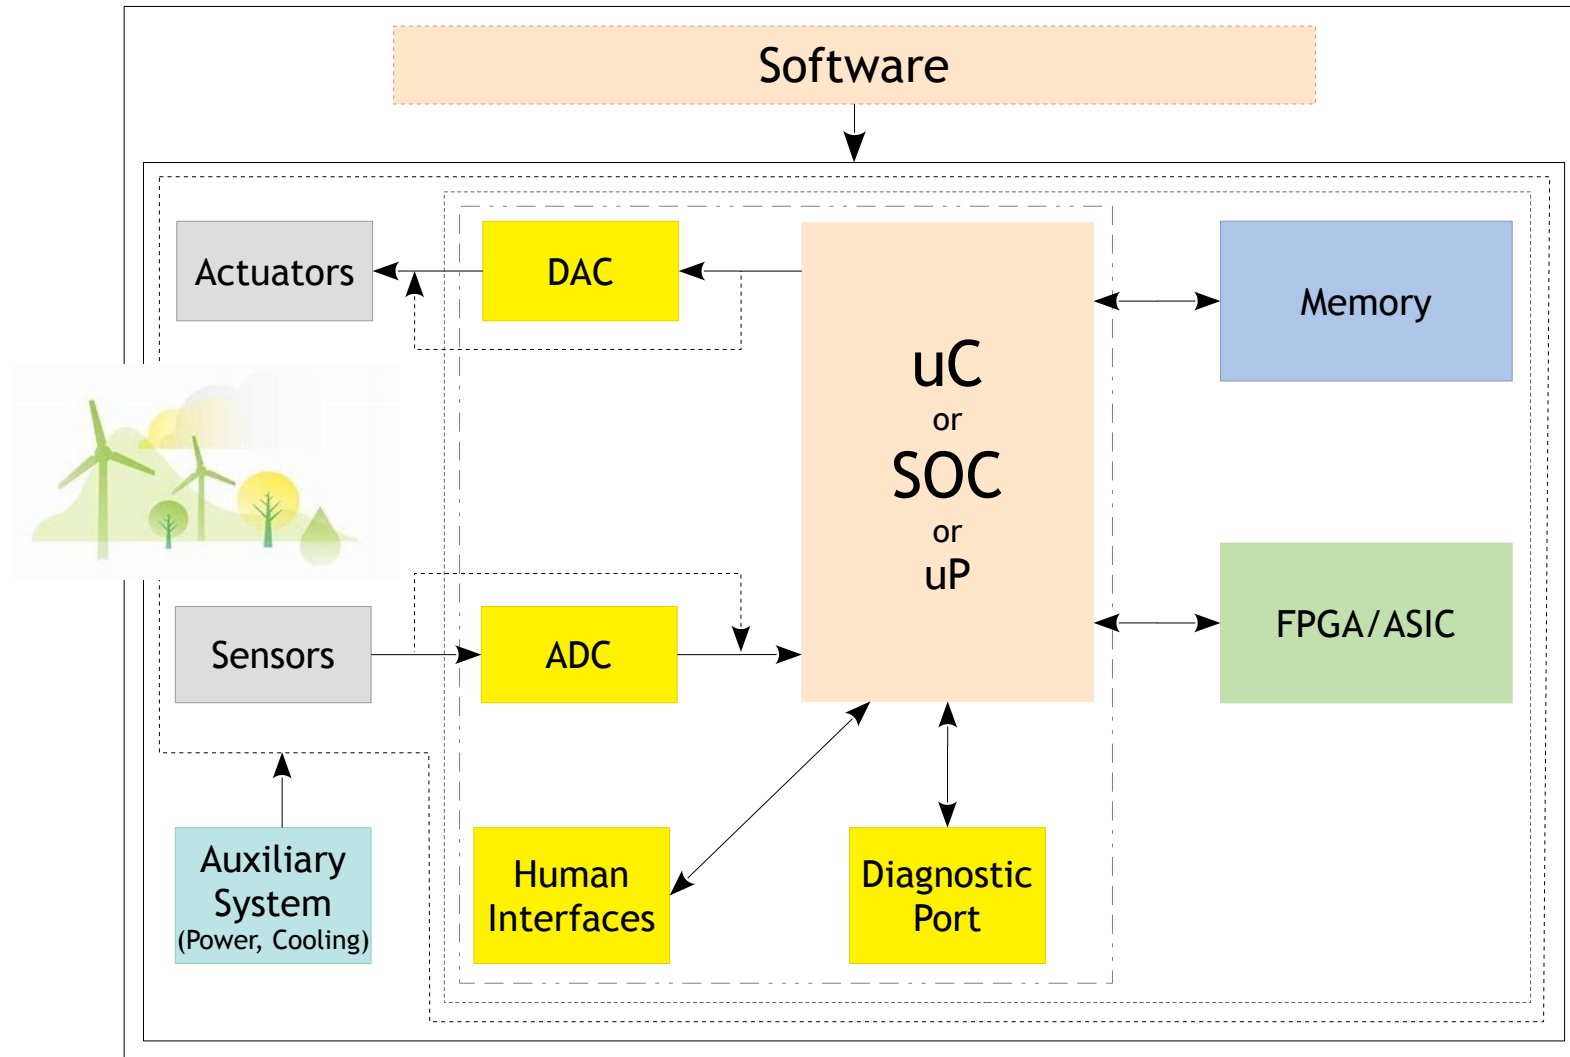 Software
Actuators
DAC
uC
or
SOC
or
uP
Memory
Sensors
ADC
FPGA/ASIC
Auxiliary
System
(Power, Cooling)
Human
Interfaces
Diagnostic
Port